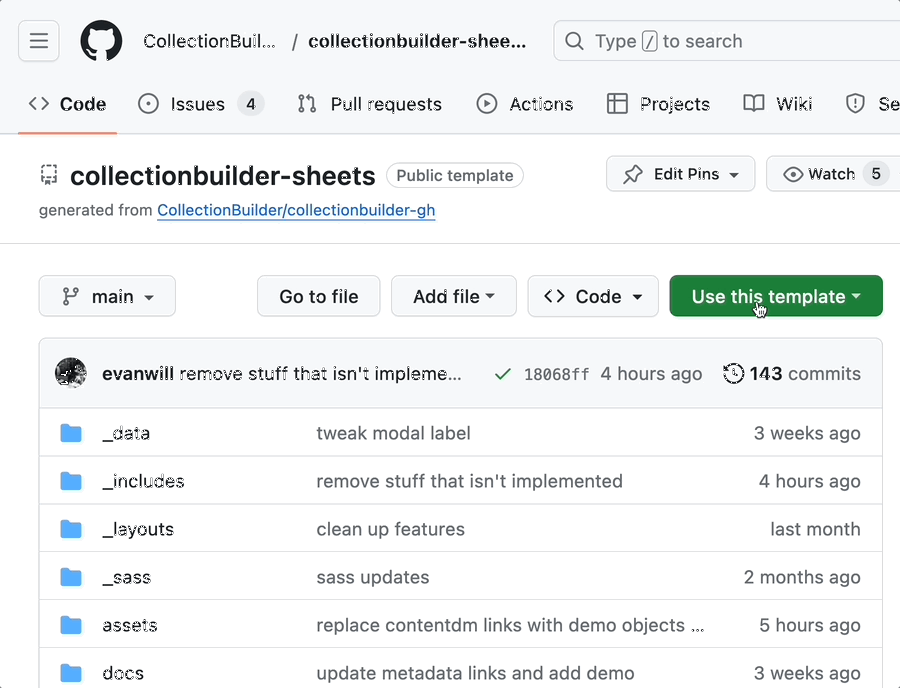 CollectionBuil... / collectionbuilder-shee... Type / to search
Code Issues 4 Pull requests Actions Projects Wiki Se
collectionbuilder-sheets Public template Edit Pins Watch 5
generated from CollectionBuilder/collectionbuilder-gh
main Go to file Add file Code Use this template
evanwill remove stuff that isn't impleme... 18068ff 4 hours ago 143 commits
_data tweak modal label 3 weeks ago
_includes remove stuff that isn't implemented 4 hours ago
_layouts clean up features last month
_sass sass updates 2 months ago
assets replace contentdm links with demo objects ... 5 hours ago
docs update metadata links and add demo 3 weeks ago